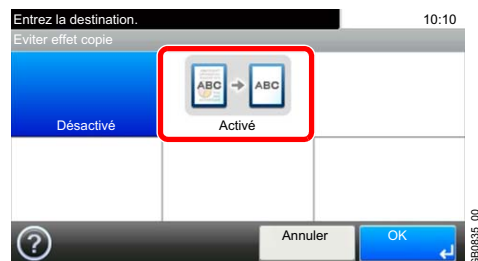 Entrez la destination. 10:10
Eviter effet copie
ABC ABC
Désactivé Activé
? Annuler OK
GB0835_00